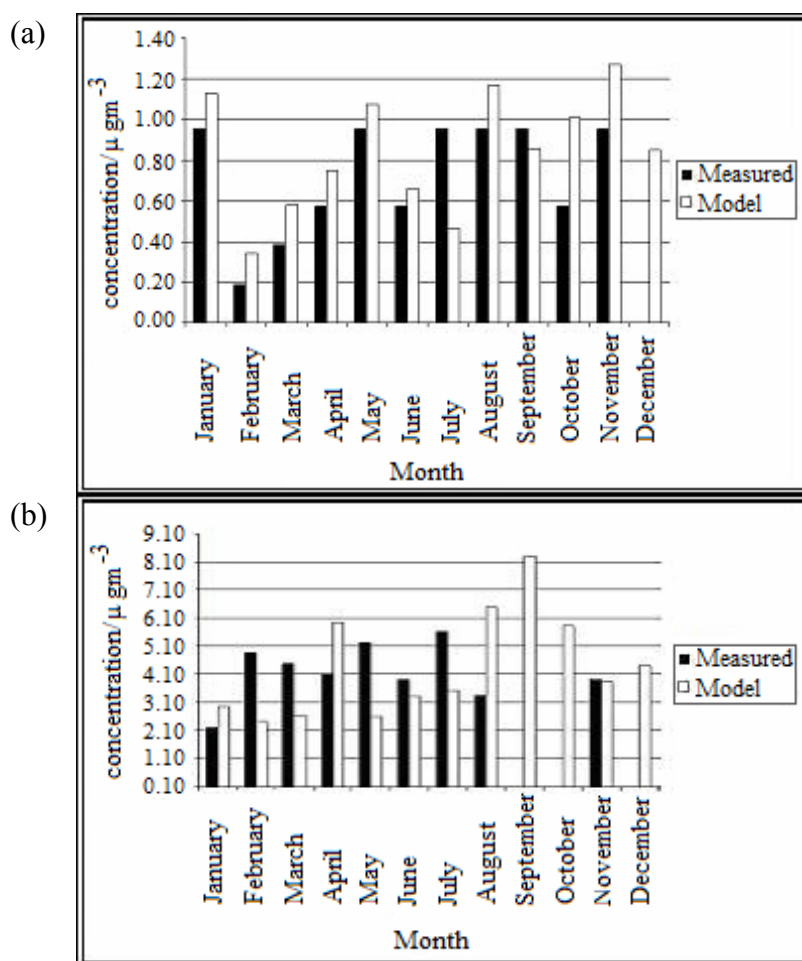 (a)
1.40
1.20
1.00
0.80
0.60
0.40
0.20
0.00
concentration/μ gm⁻³
January
February
March
April
May
June
July
August
September
October
November
December
Month
Measured
Model
(b)
9.10
8.10
7.10
6.10
5.10
4.10
3.10
2.10
1.10
0.10
concentration/μ gm⁻³
January
February
March
April
May
June
July
August
September
October
November
December
Month
Measured
Model